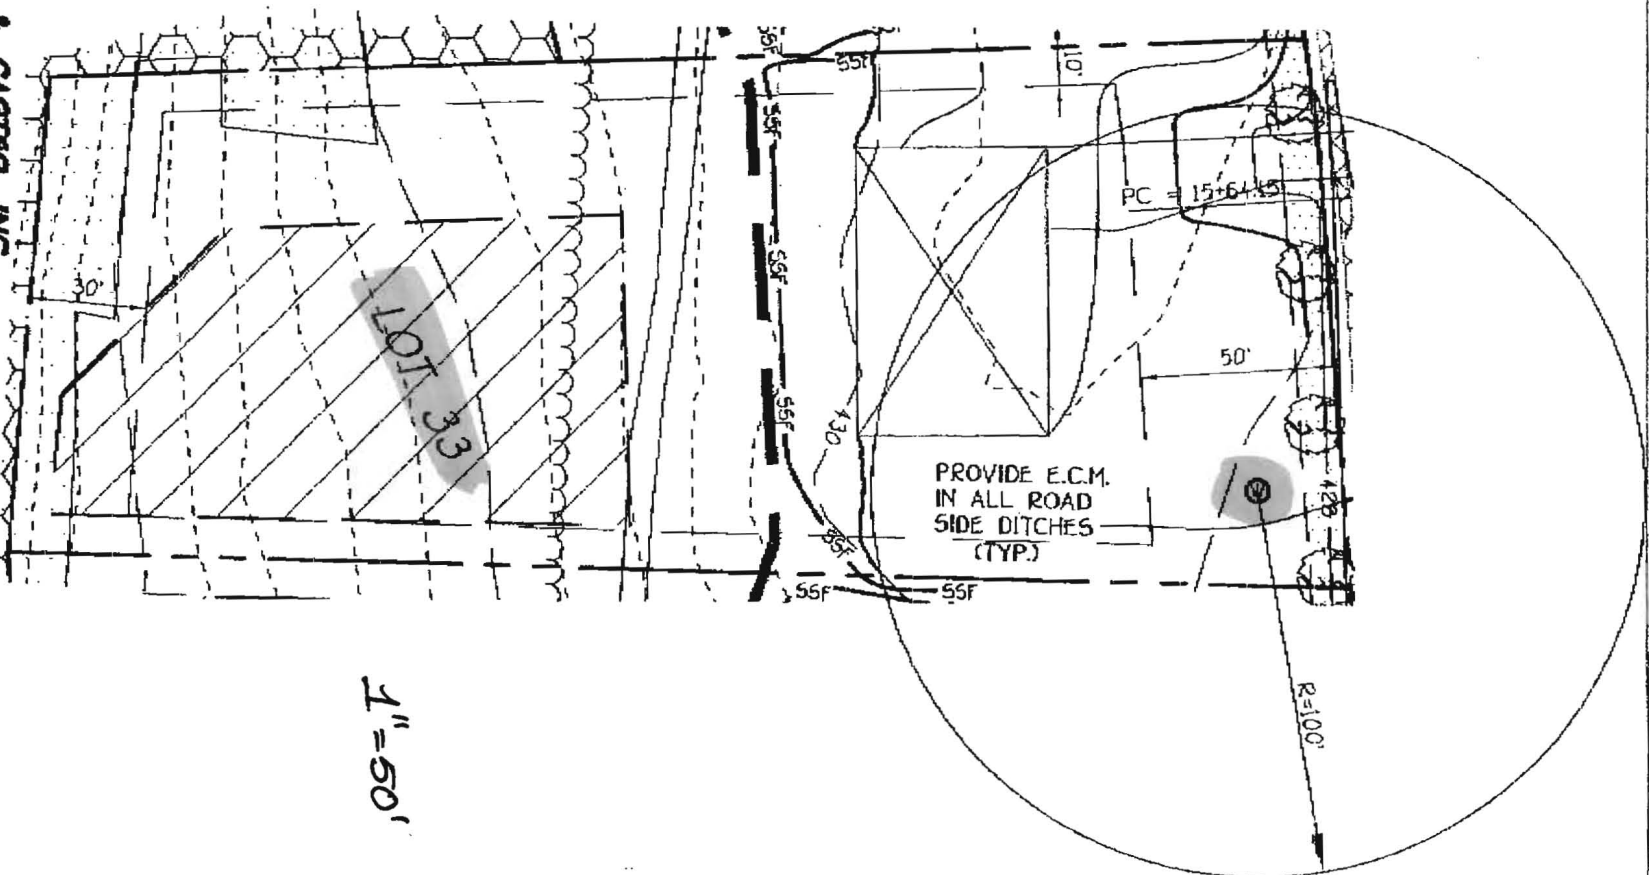 SSF
SSF
10'
SSF
PC = 15+64.45
SSF
30'
LOT 33
50'
SSF
430
PROVIDE E.C.M.
IN ALL ROAD
SIDE DITCHES
(TYP.)
428
SSF
SSF
SSF
R=100'
1"=50'